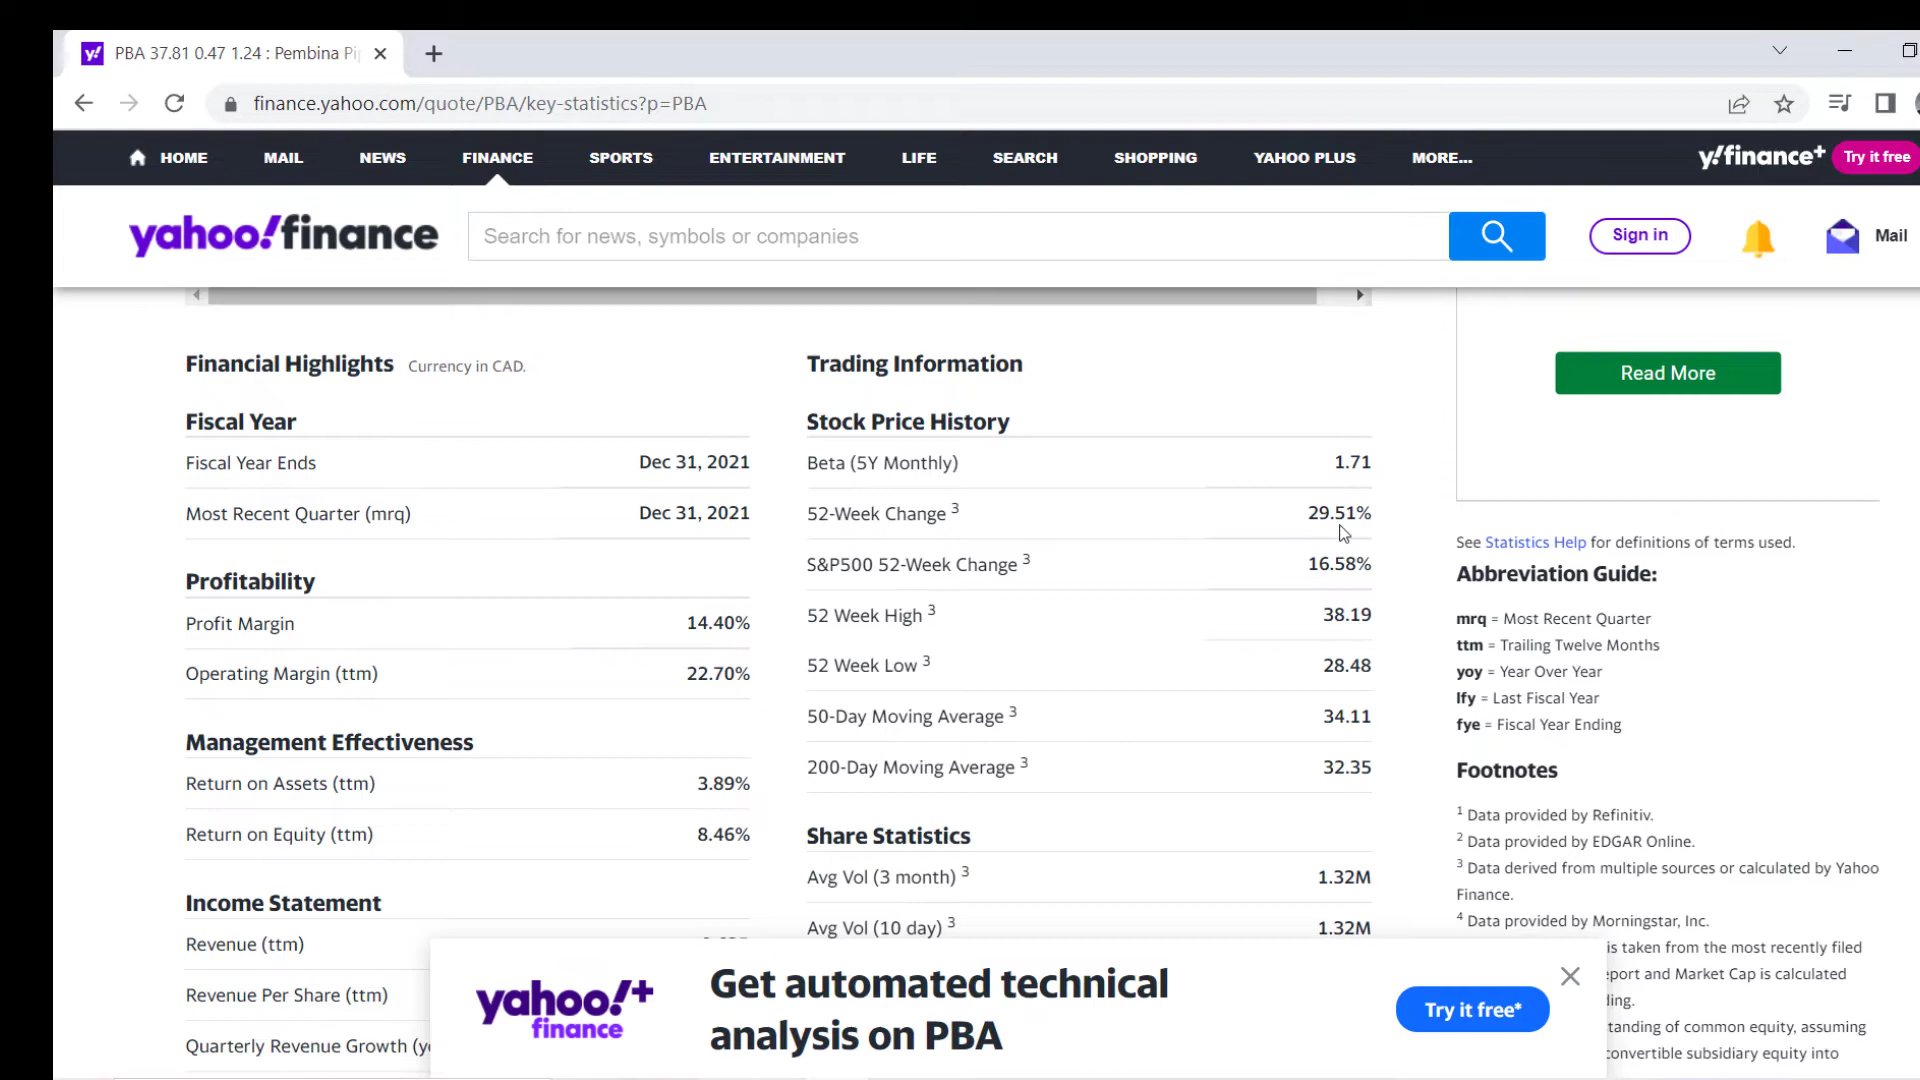 PBA 37.81 0.47 1.24 : Pembina Pi
finance.yahoo.com/quote/PBA/key-statistics?p=PBA
HOME MAIL NEWS FINANCE SPORTS ENTERTAINMENT LIFE SEARCH SHOPPING YAHOO PLUS MORE... y!finance+ Try it free
yahoo!finance Search for news, symbols or companies Sign in Mail
Financial Highlights Currency in CAD.
Fiscal Year
Fiscal Year Ends Dec 31, 2021
Most Recent Quarter (mrq) Dec 31, 2021
Profitability
Profit Margin 14.40%
Operating Margin (ttm) 22.70%
Management Effectiveness
Return on Assets (ttm) 3.89%
Return on Equity (ttm) 8.46%
Income Statement
Revenue (ttm)
Revenue Per Share (ttm)
Quarterly Revenue Growth
Trading Information
Stock Price History
Beta (5Y Monthly) 1.71
52-Week Change 3 29.51%
S&P500 52-Week Change 3 16.58%
52 Week High 3 38.19
52 Week Low 3 28.48
50-Day Moving Average 3 34.11
200-Day Moving Average 3 32.35
Share Statistics
Avg Vol (3 month) 3 1.32M
Avg Vol (10 day) 3 1.32M
Read More
See Statistics Help for definitions of terms used.
Abbreviation Guide:
mrq = Most Recent Quarter
ttm = Trailing Twelve Months
yoy = Year Over Year
lfy = Last Fiscal Year
fye = Fiscal Year Ending
Footnotes
1 Data provided by Refinitiv.
2 Data provided by EDGAR Online.
3 Data derived from multiple sources or calculated by Yahoo
Finance.
4 Data provided by Morningstar, Inc.
is taken from the most recently filed
port and Market Cap is calculated
ding.
tanding of common equity, assuming
convertible subsidiary equity into
yahoo!+
finance
Get automated technical
analysis on PBA
Try it free*